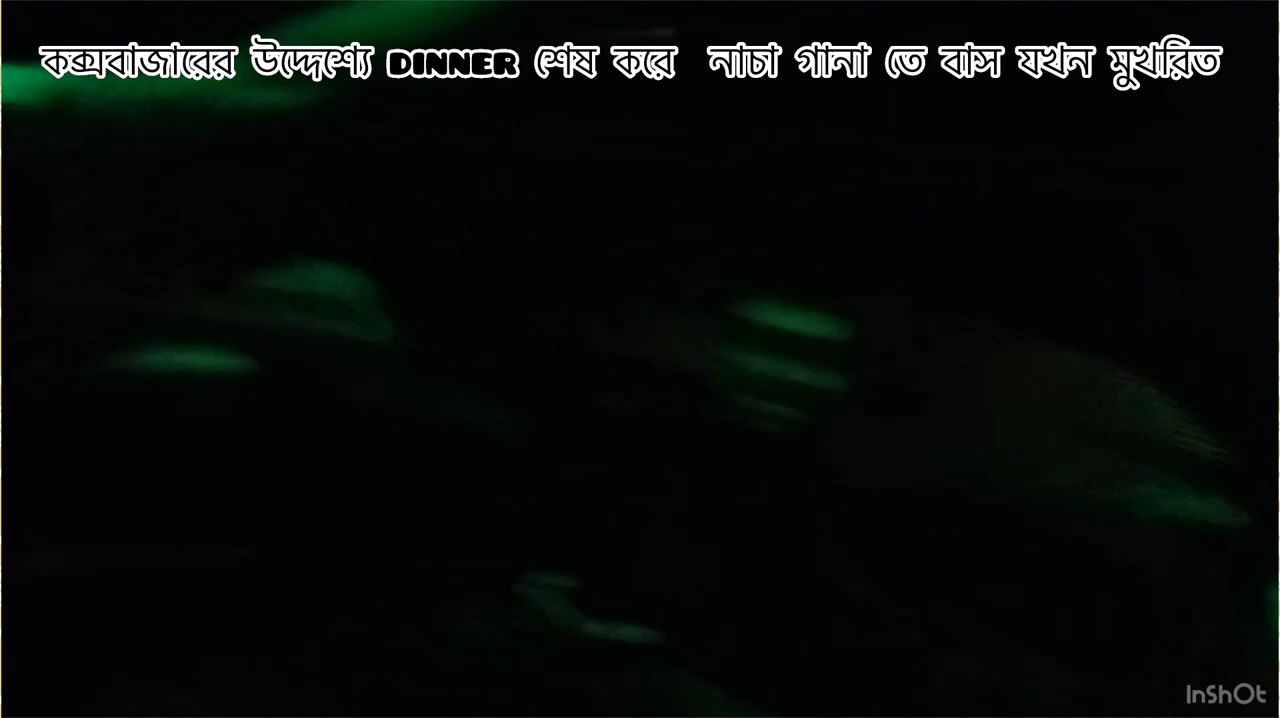 কক্সবাজারের উদ্দেশ্যে DINNER শেষ করে নাচা গানা তে বাস যখন মুখরিত
InShOt